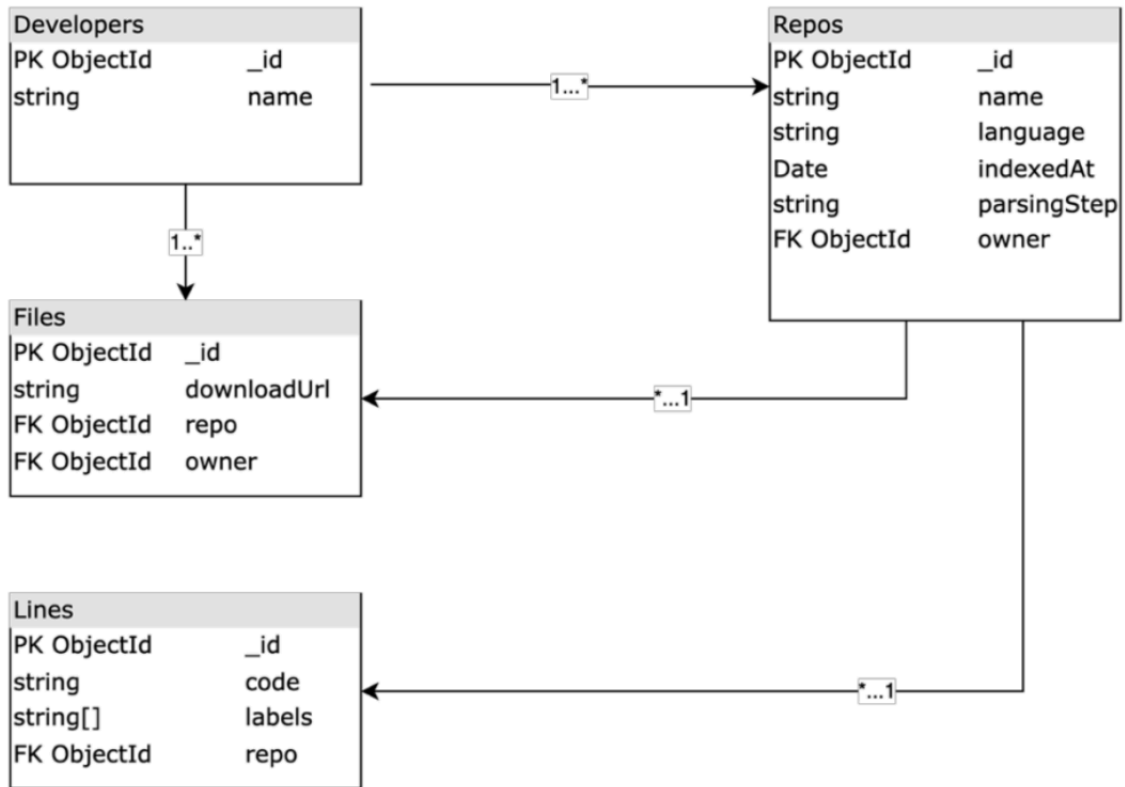 Developers
PK ObjectId _id
string name
1...*
Repos
PK ObjectId _id
string name
string language
Date indexedAt
string parsingStep
FK ObjectId owner
1..*
Files
PK ObjectId _id
string downloadUrl
FK ObjectId repo
FK ObjectId owner
*...1
Lines
PK ObjectId _id
string code
string[] labels
FK ObjectId repo
*...1